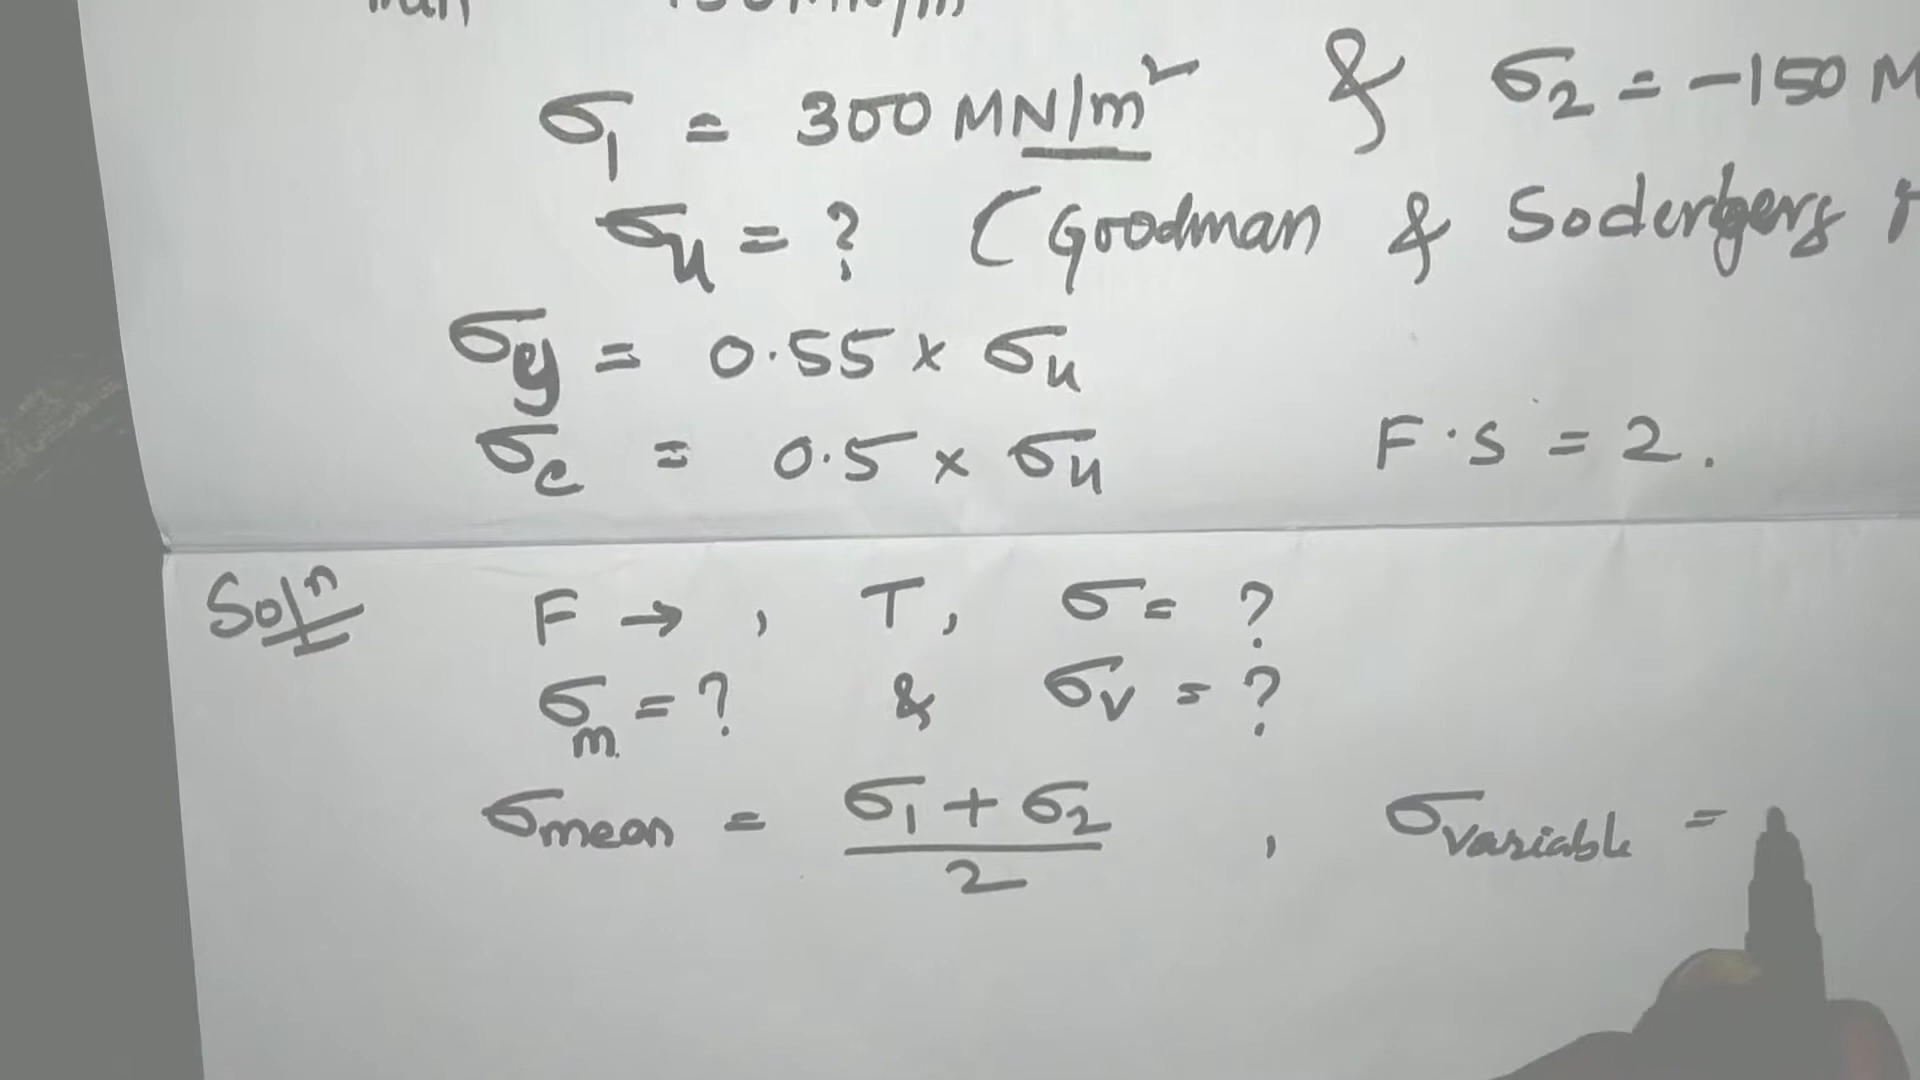 σ₁ = 300 MN/m² & σ₂ = -150 M
σu = ? ( Goodman & Soderberg
σy = 0.55 × σu
σe = 0.5 × σu F.S = 2.
Solⁿ F → , T, σ = ?
σm = ? & σv = ?
σmean = (σ₁ + σ₂)/2 , σvariable =